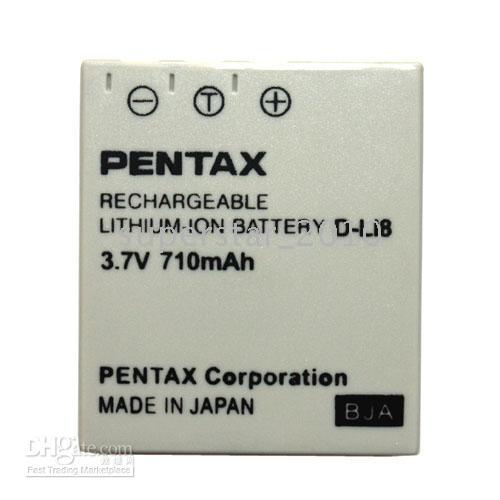 − T +
PENTAX
RECHARGEABLE
LITHIUM-ION BATTERY D-LI8
superstar_2010
3.7V 710mAh
PENTAX Corporation
MADE IN JAPAN BJA
DHgate.com
Fast Trading Marketplace